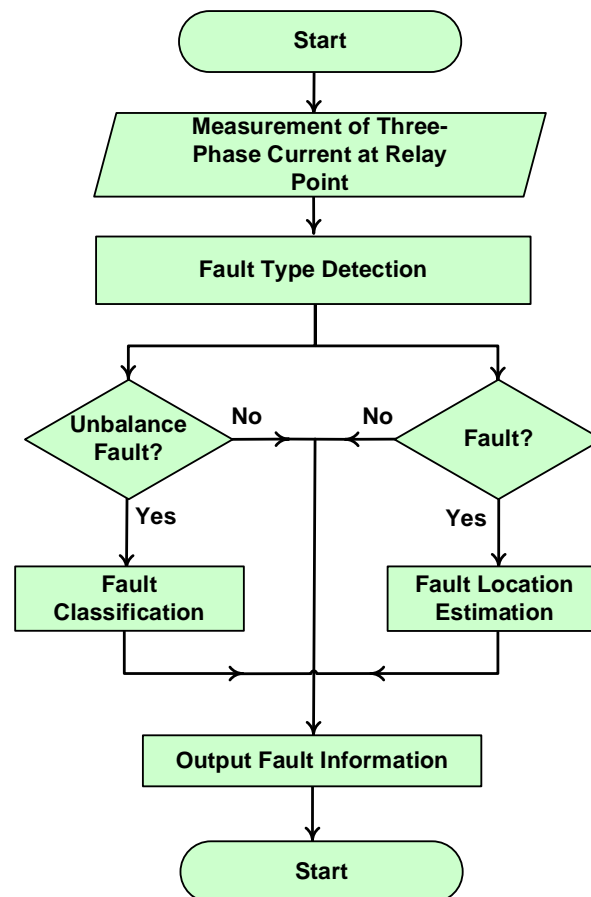 Start
Measurement of Three-
Phase Current at Relay
Point
Fault Type Detection
Unbalance
Fault?
No
No
Fault?
Yes
Yes
Fault
Classification
Fault Location
Estimation
Output Fault Information
Start